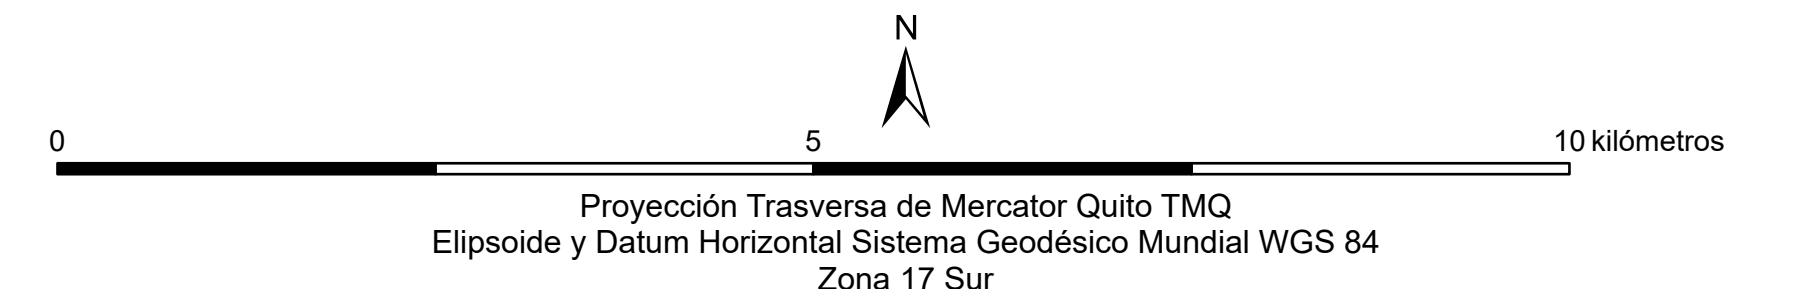 N
0 5 10 kilómetros
Proyección Trasversa de Mercator Quito TMQ
Elipsoide y Datum Horizontal Sistema Geodésico Mundial WGS 84
Zona 17 Sur